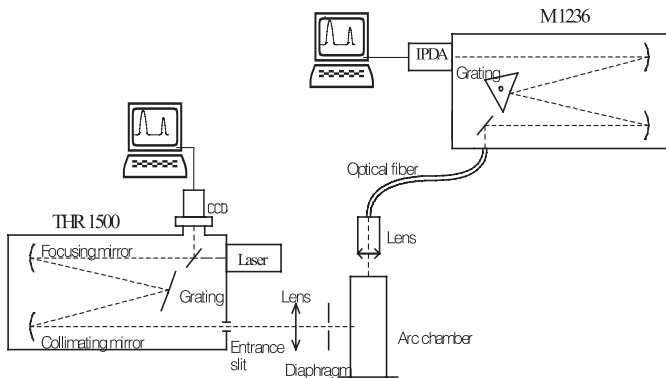 M1236
IPDA
Grating
Optical fiber
THR 1500
CCD
Lens
Focusing mirror
Laser
Grating
Lens
Collimating mirror
Entrance
slit
Arc chamber
Diaphragm